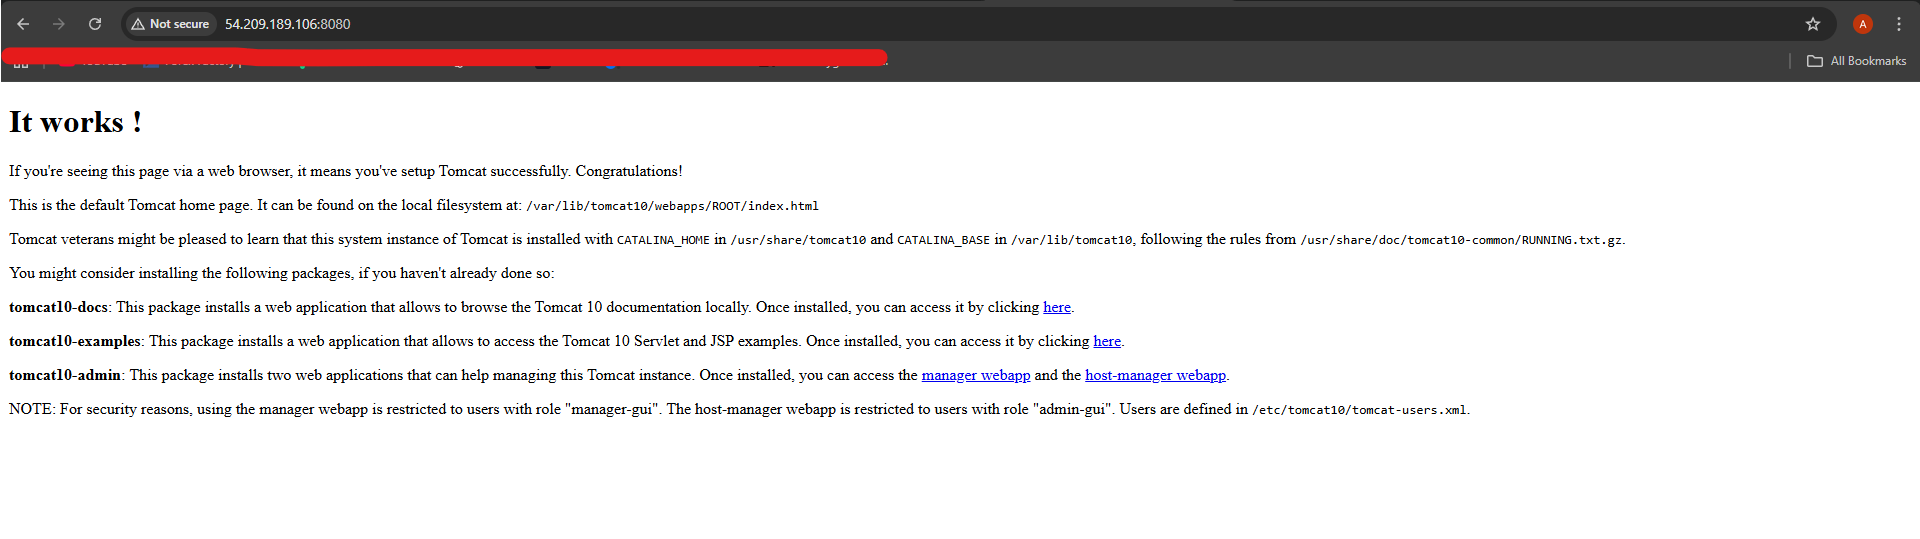 Not secure 54.209.189.106:8080 A
All Bookmarks
It works !
If you're seeing this page via a web browser, it means you've setup Tomcat successfully. Congratulations!
This is the default Tomcat home page. It can be found on the local filesystem at: /var/lib/tomcat10/webapps/ROOT/index.html
Tomcat veterans might be pleased to learn that this system instance of Tomcat is installed with CATALINA_HOME in /usr/share/tomcat10 and CATALINA_BASE in /var/lib/tomcat10, following the rules from /usr/share/doc/tomcat10-common/RUNNING.txt.gz.
You might consider installing the following packages, if you haven't already done so:
tomcat10-docs: This package installs a web application that allows to browse the Tomcat 10 documentation locally. Once installed, you can access it by clicking here.
tomcat10-examples: This package installs a web application that allows to access the Tomcat 10 Servlet and JSP examples. Once installed, you can access it by clicking here.
tomcat10-admin: This package installs two web applications that can help managing this Tomcat instance. Once installed, you can access the manager webapp and the host-manager webapp.
NOTE: For security reasons, using the manager webapp is restricted to users with role "manager-gui". The host-manager webapp is restricted to users with role "admin-gui". Users are defined in /etc/tomcat10/tomcat-users.xml.